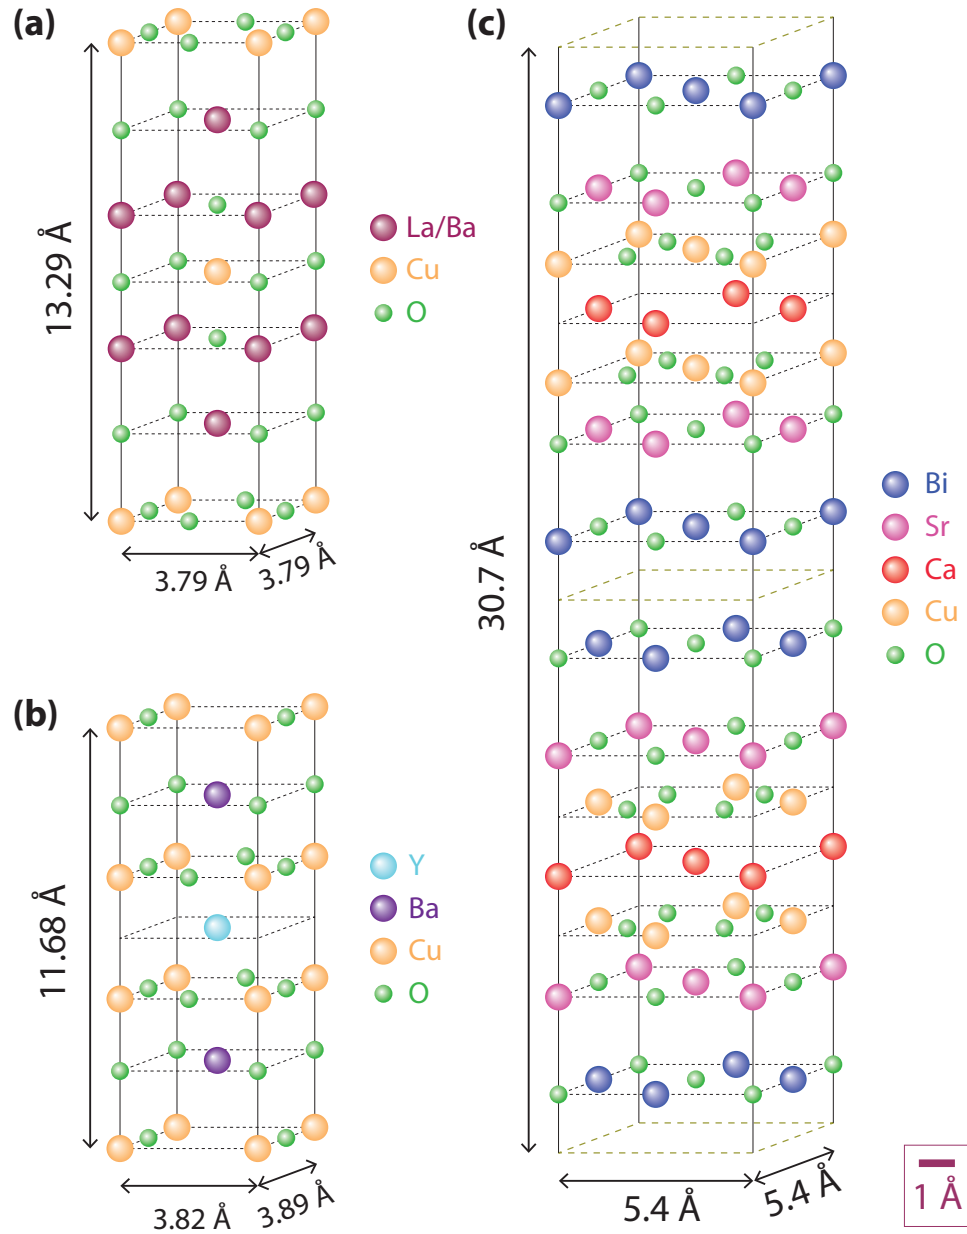 (a)
13.29 Å
La/Ba
Cu
O
3.79 Å
3.79 Å
(b)
11.68 Å
Y
Ba
Cu
O
3.82 Å
3.89 Å
(c)
30.7 Å
Bi
Sr
Ca
Cu
O
5.4 Å
5.4 Å
1 Å